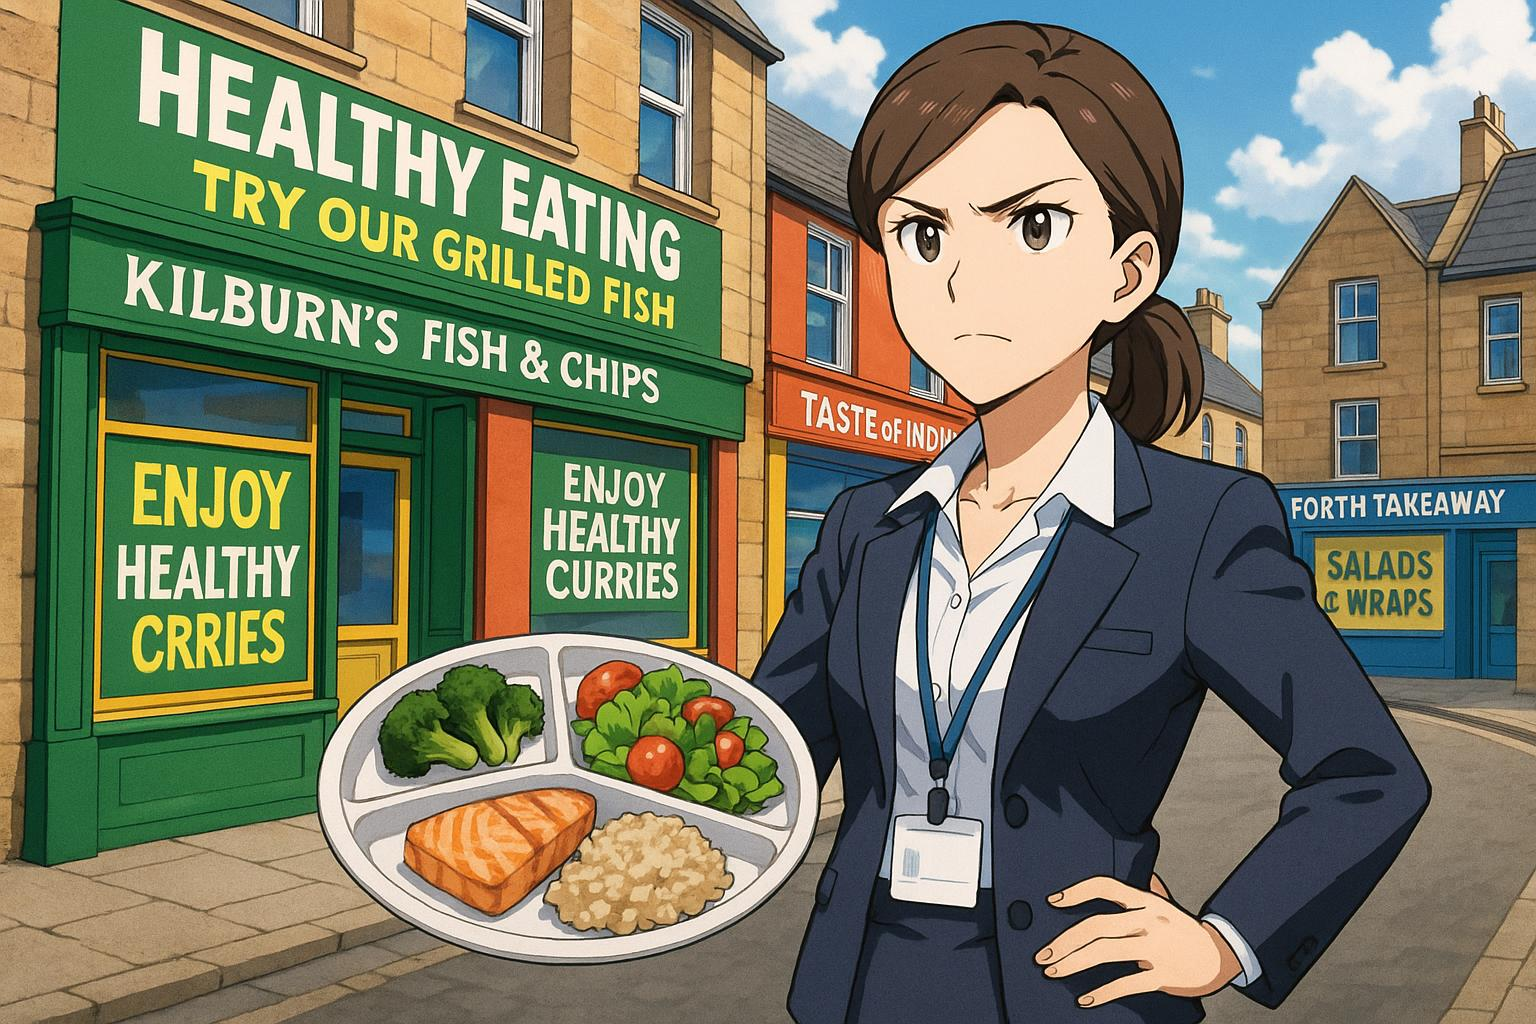 HEALTHY EATING
TRY OUR GRILLED FISH
KILBURN'S FISH & CHIPS
ENJOY
HEALTHY
CRRIES
ENJOY
HEALTHY
CURRIES
TASTE OF
FORTH TAKEAWAY
SALADS
WRAPS